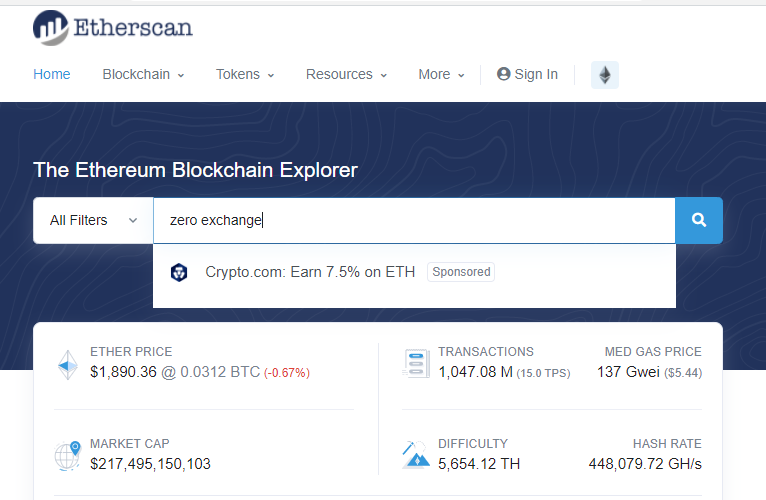 Etherscan
Home Blockchain Tokens Resources More Sign In
The Ethereum Blockchain Explorer
All Filters zero exchange
Crypto.com: Earn 7.5% on ETH Sponsored
ETHER PRICE
$1,890.36 @ 0.0312 BTC (-0.67%)
TRANSACTIONS MED GAS PRICE
1,047.08 M (15.0 TPS) 137 Gwei ($5.44)
MARKET CAP
$217,495,150,103
DIFFICULTY HASH RATE
5,654.12 TH 448,079.72 GH/s